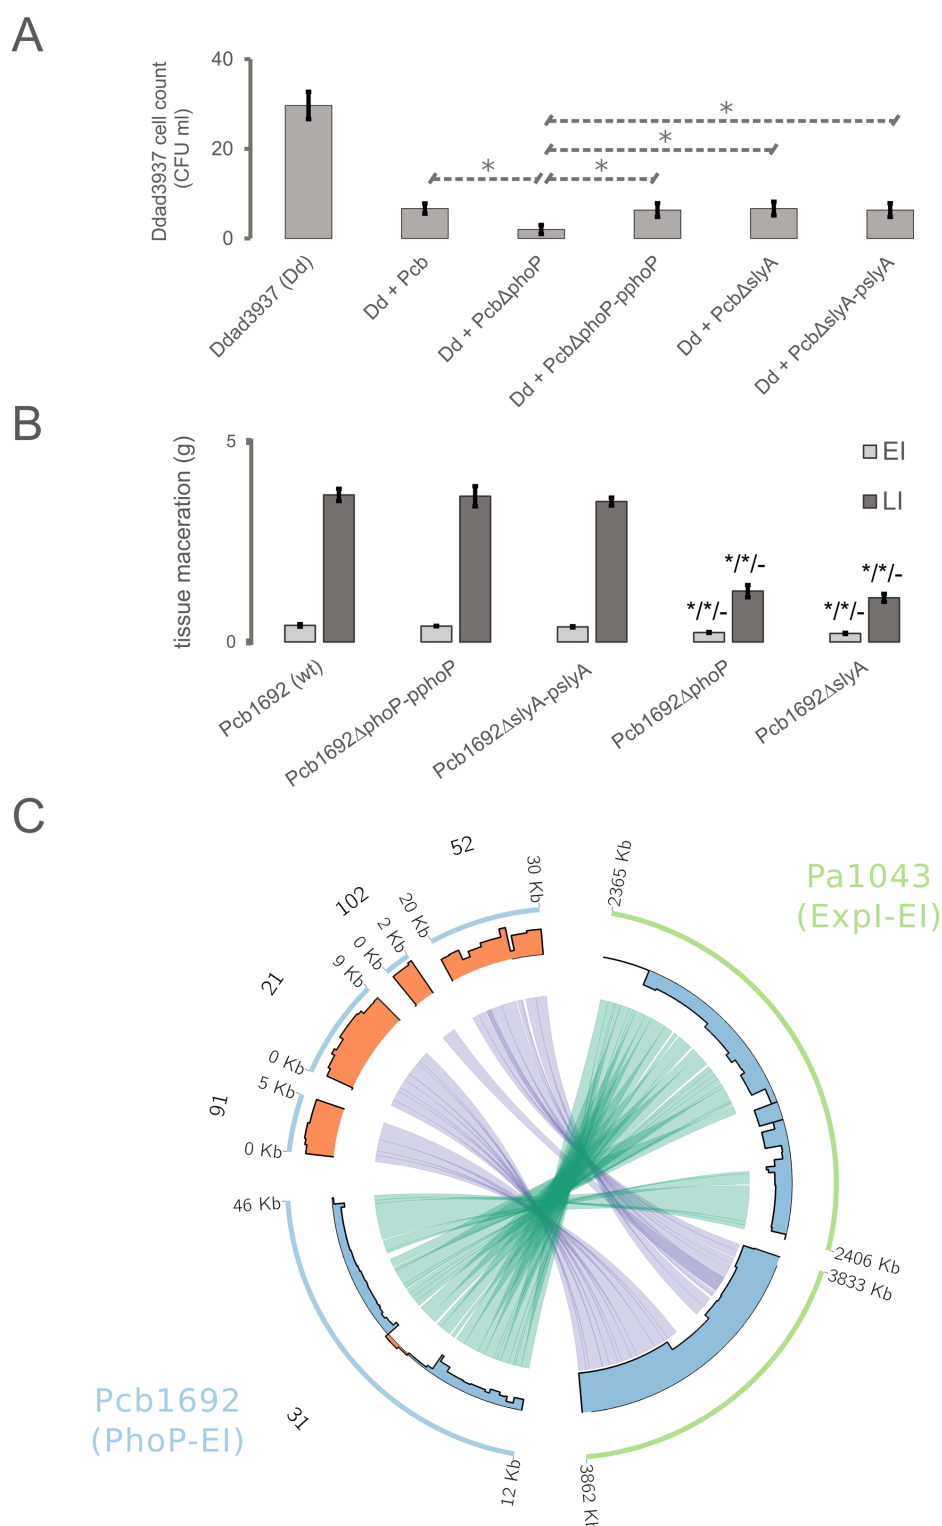 A
Ddad3937 cell count
(CFU ml)
40
20
0
*
*
*
*
Ddad3937 (Dd)
Dd + Pcb
Dd + PcbΔphoP
Dd + PcbΔphoP-pphoP
Dd + PcbΔslyA
Dd + PcbΔslyA-pslyA
B
tissue maceration (g)
5
0
EI
LI
*/*/-
*/*/-
*/*/-
*/*/-
Pcb1692 (wt)
Pcb1692ΔphoP-pphoP
Pcb1692ΔslyA-pslyA
Pcb1692ΔphoP
Pcb1692ΔslyA
C
52
30 Kb
20 Kb
102
2 Kb
0 Kb
21
9 Kb
0 Kb
91
5 Kb
0 Kb
46 Kb
31
12 Kb
Pcb1692
(PhoP-EI)
2365 Kb
Pa1043
(ExpI-EI)
2406 Kb
3833 Kb
3862 Kb